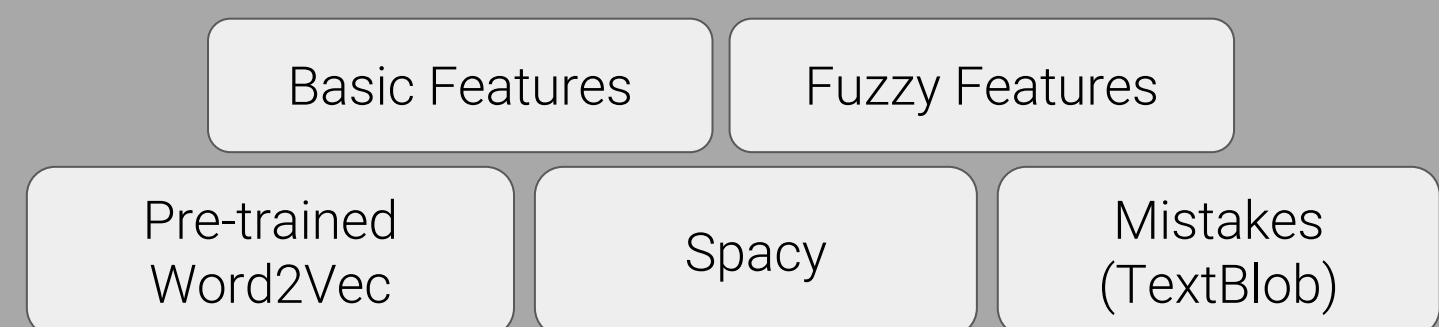 Basic Features
Fuzzy Features
Pre-trained
Word2Vec
Spacy
Mistakes
(TextBlob)